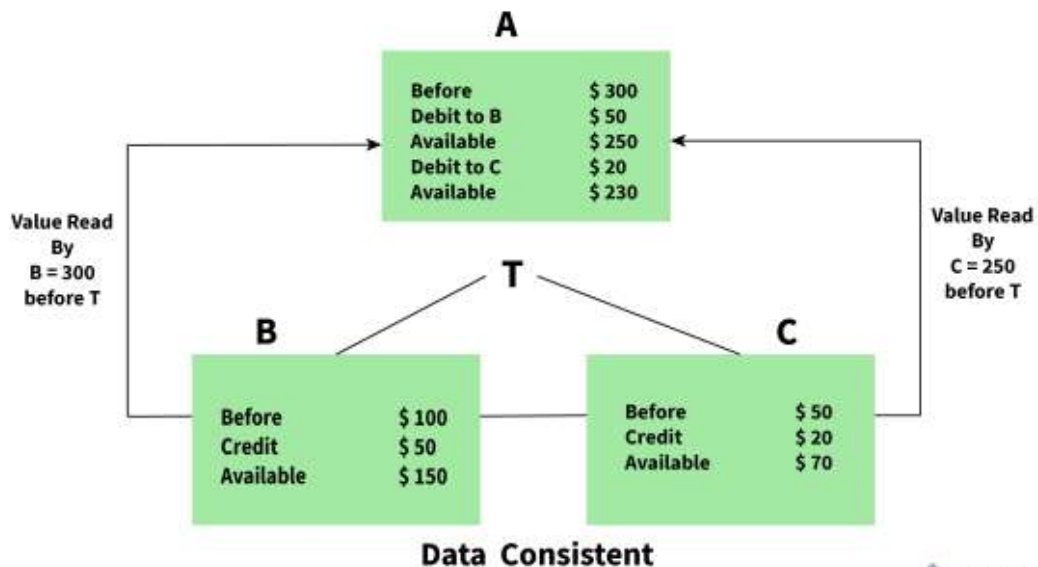 A
Before $ 300
Debit to B $ 50
Available $ 250
Debit to C $ 20
Available $ 230
Value Read
By
B = 300
before T
Value Read
By
C = 250
before T
T
B
Before $ 100
Credit $ 50
Available $ 150
C
Before $ 50
Credit $ 20
Available $ 70
Data Consistent